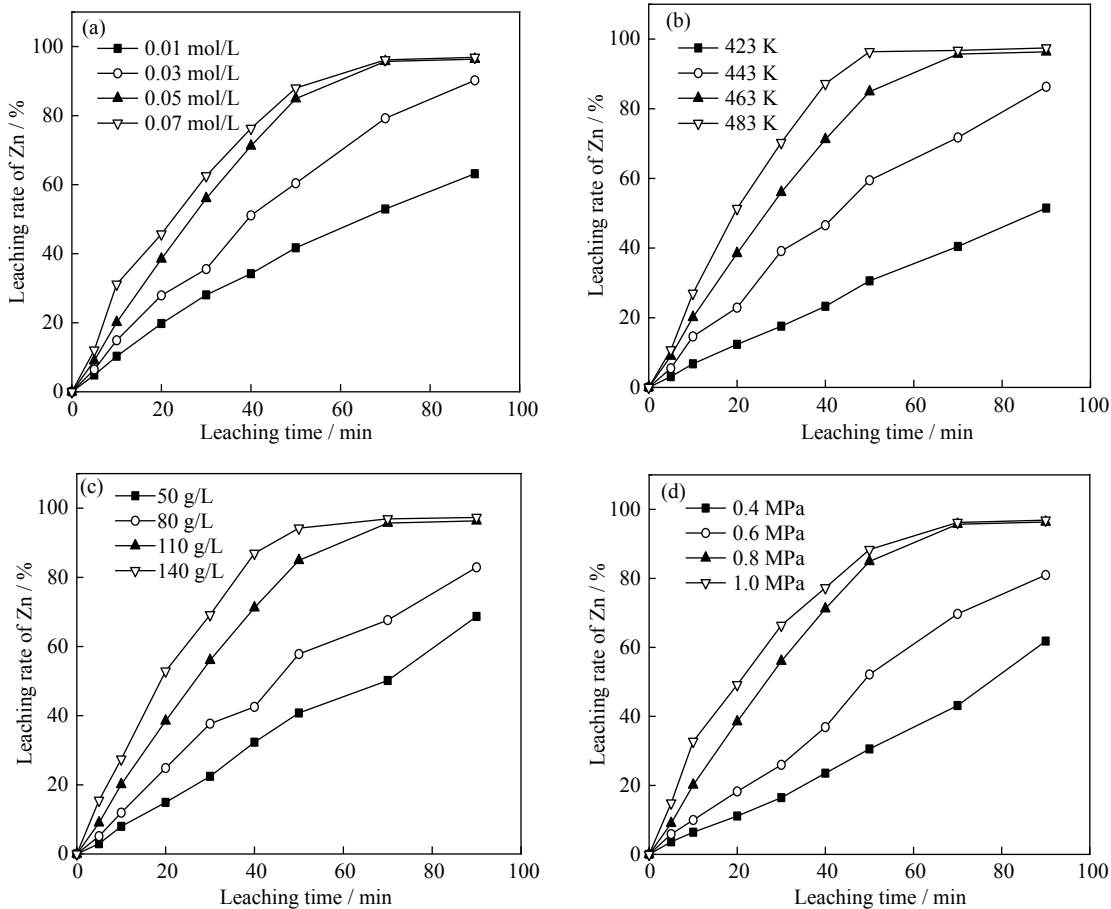 (a)
0.01 mol/L
0.03 mol/L
0.05 mol/L
0.07 mol/L
Leaching rate of Zn / %
100
80
60
40
20
0
0 20 40 60 80 100
Leaching time / min
(b)
423 K
443 K
463 K
483 K
Leaching rate of Zn / %
100
80
60
40
20
0
0 20 40 60 80 100
Leaching time / min
(c)
50 g/L
80 g/L
110 g/L
140 g/L
Leaching rate of Zn / %
100
80
60
40
20
0
0 20 40 60 80 100
Leaching time / min
(d)
0.4 MPa
0.6 MPa
0.8 MPa
1.0 MPa
Leaching rate of Zn / %
100
80
60
40
20
0
0 20 40 60 80 100
Leaching time / min